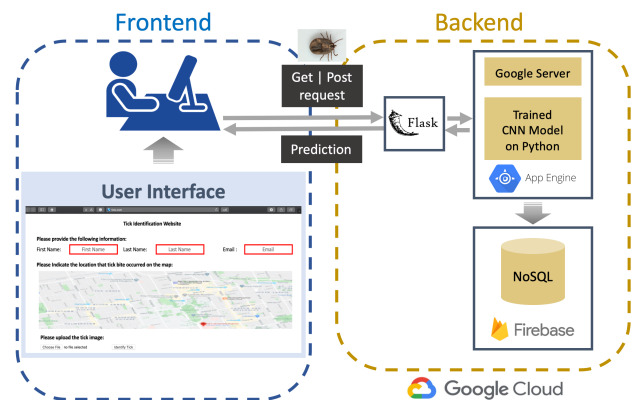 Frontend
Backend
Get | Post
request
Prediction
Flask
Google Server
Trained
CNN Model
on Python
App Engine
NoSQL
Firebase
Google Cloud
User Interface
Tick Identification Website
Please provide the following information:
First Name: First Name Last Name: Last Name Email : Email
Please indicate the location that tick bite occurred on the map:
Please upload the tick image:
Choose File no file selected Identify Tick